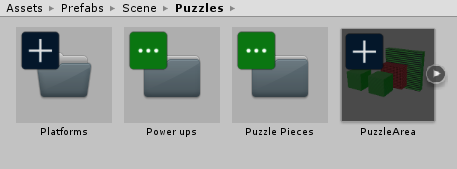 Assets ▸ Prefabs ▸ Scene ▸ Puzzles ▸
Platforms Power ups Puzzle Pieces PuzzleArea